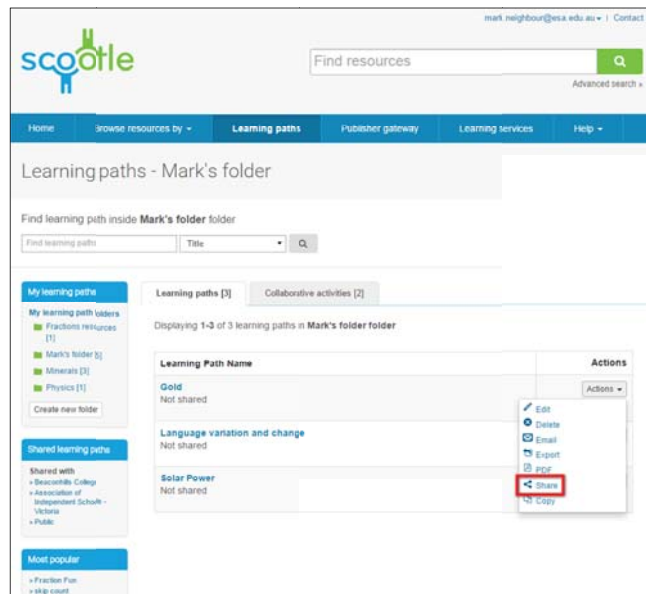 mark.neighbour@esa.edu.au | Contact
scootle
Find resources
Advanced search »
Home Browse resources by Learning paths Publisher gateway Learning services Help
Learning paths - Mark's folder
Find learning path inside Mark's folder folder
Find learning paths Title
My learning paths
My learning path folders
Fractions resources
[1]
Mark's folder [5]
Minerals [3]
Physics [1]
Create new folder
Shared learning paths
Shared with
» Beaconhills College
» Association of
Independent Schools -
Victoria
» Public
Most popular
» Fraction Fun
» skip count
Learning paths [3] Collaborative activities [2]
Displaying 1-3 of 3 learning paths in Mark's folder folder
Learning Path Name Actions
Gold Actions
Not shared
Language variation and change
Not shared
Solar Power
Not shared
Edit
Delete
Email
Export
PDF
Share
Copy